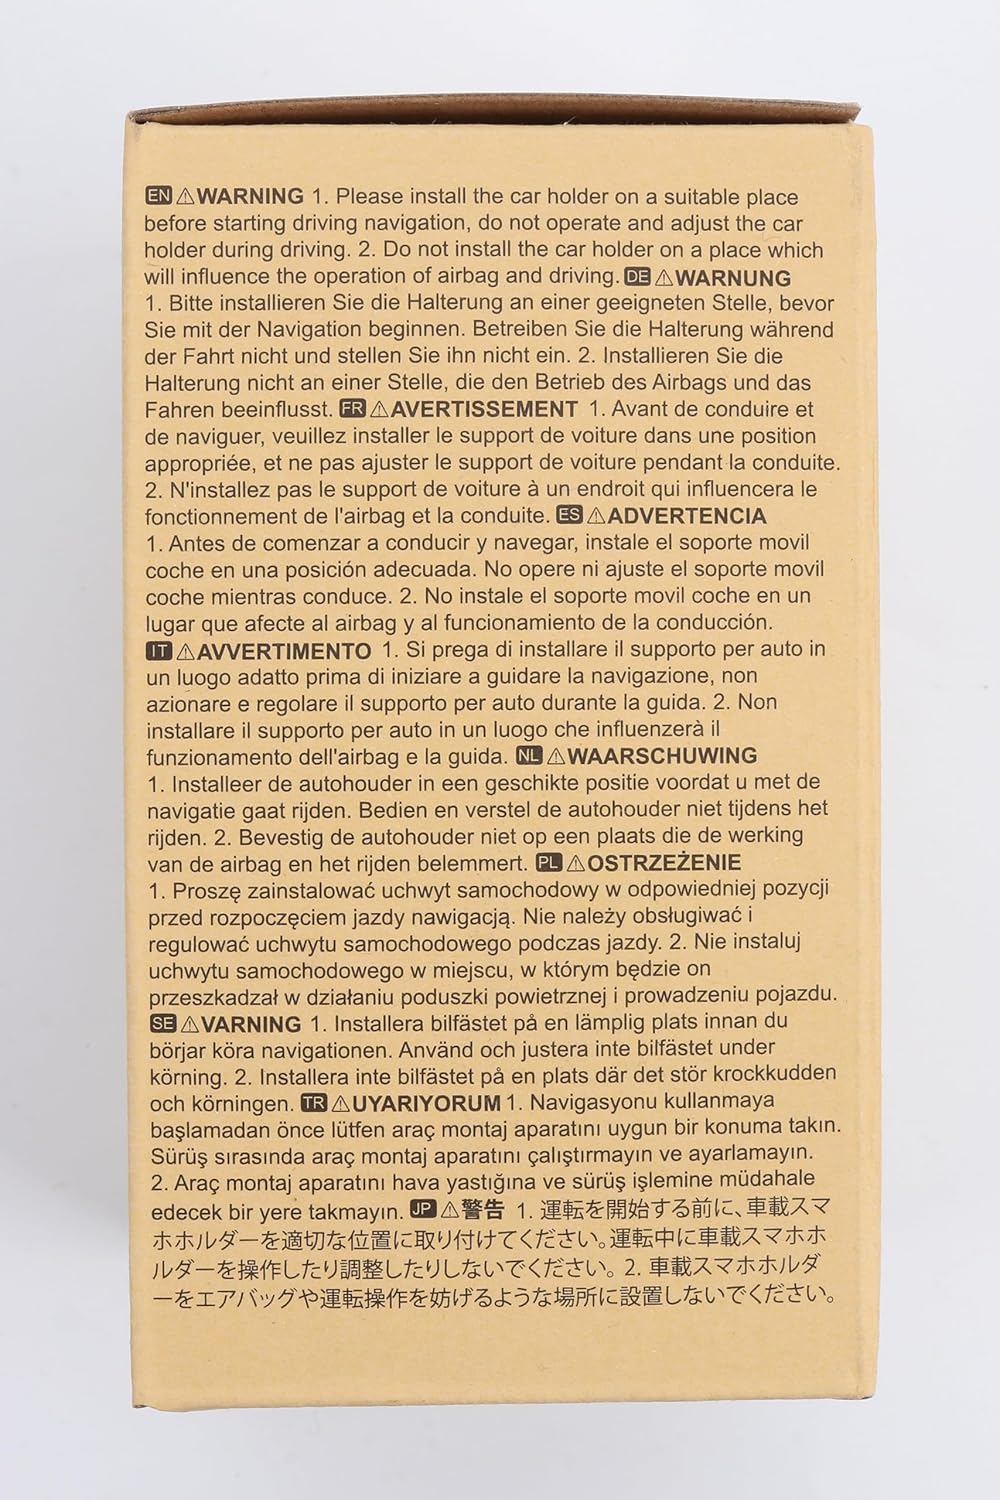 EN ⚠WARNING 1. Please install the car holder on a suitable place
before starting driving navigation, do not operate and adjust the car
holder during driving. 2. Do not install the car holder on a place which
will influence the operation of airbag and driving. DE ⚠WARNUNG
1. Bitte installieren Sie die Halterung an einer geeigneten Stelle, bevor
Sie mit der Navigation beginnen. Betreiben Sie die Halterung während
der Fahrt nicht und stellen Sie ihn nicht ein. 2. Installieren Sie die
Halterung nicht an einer Stelle, die den Betrieb des Airbags und das
Fahren beeinflusst. FR ⚠AVERTISSEMENT 1. Avant de conduire et
de naviguer, veuillez installer le support de voiture dans une position
appropriée, et ne pas ajuster le support de voiture pendant la conduite.
2. N'installez pas le support de voiture à un endroit qui influencera le
fonctionnement de l'airbag et la conduite. ES ⚠ADVERTENCIA
1. Antes de comenzar a conducir y navegar, instale el soporte movil
coche en una posición adecuada. No opere ni ajuste el soporte movil
coche mientras conduce. 2. No instale el soporte movil coche en un
lugar que afecte al airbag y al funcionamiento de la conducción.
IT ⚠AVVERTIMENTO 1. Si prega di installare il supporto per auto in
un luogo adatto prima di iniziare a guidare la navigazione, non
azionare e regolare il supporto per auto durante la guida. 2. Non
installare il supporto per auto in un luogo che influenzerà il
funzionamento dell'airbag e la guida. NL ⚠WAARSCHUWING
1. Installeer de autohouder in een geschikte positie voordat u met de
navigatie gaat rijden. Bedien en verstel de autohouder niet tijdens het
rijden. 2. Bevestig de autohouder niet op een plaats die de werking
van de airbag en het rijden belemmert. PL ⚠OSTRZEŻENIE
1. Proszę zainstalować uchwyt samochodowy w odpowiedniej pozycji
przed rozpoczęciem jazdy nawigacją. Nie należy obsługiwać i
regulować uchwytu samochodowego podczas jazdy. 2. Nie instaluj
uchwytu samochodowego w miejscu, w którym będzie on
przeszkadzał w działaniu poduszki powietrznej i prowadzeniu pojazdu.
SE ⚠VARNING 1. Installera bilfästet på en lämplig plats innan du
börjar köra navigationen. Använd och justera inte bilfästet under
körning. 2. Installera inte bilfästet på en plats där det stör krockkudden
och körningen. TR ⚠UYARIYORUM 1. Navigasyonu kullanmaya
başlamadan önce lütfen araç montaj aparatını uygun bir konuma takın.
Sürüş sırasında araç montaj aparatını çalıştırmayın ve ayarlamayın.
2. Araç montaj aparatını hava yastığına ve sürüş işlemine müdahale
edecek bir yere takmayın. JP ⚠警告 1. 運転を開始する前に、車載スマ
ホホルダーを適切な位置に取り付けてください。運転中に車載スマホホ
ルダーを操作したり調整したりしないでください。 2. 車載スマホホルダ
ーをエアバッグや運転操作を妨げるような場所に設置しないでください。